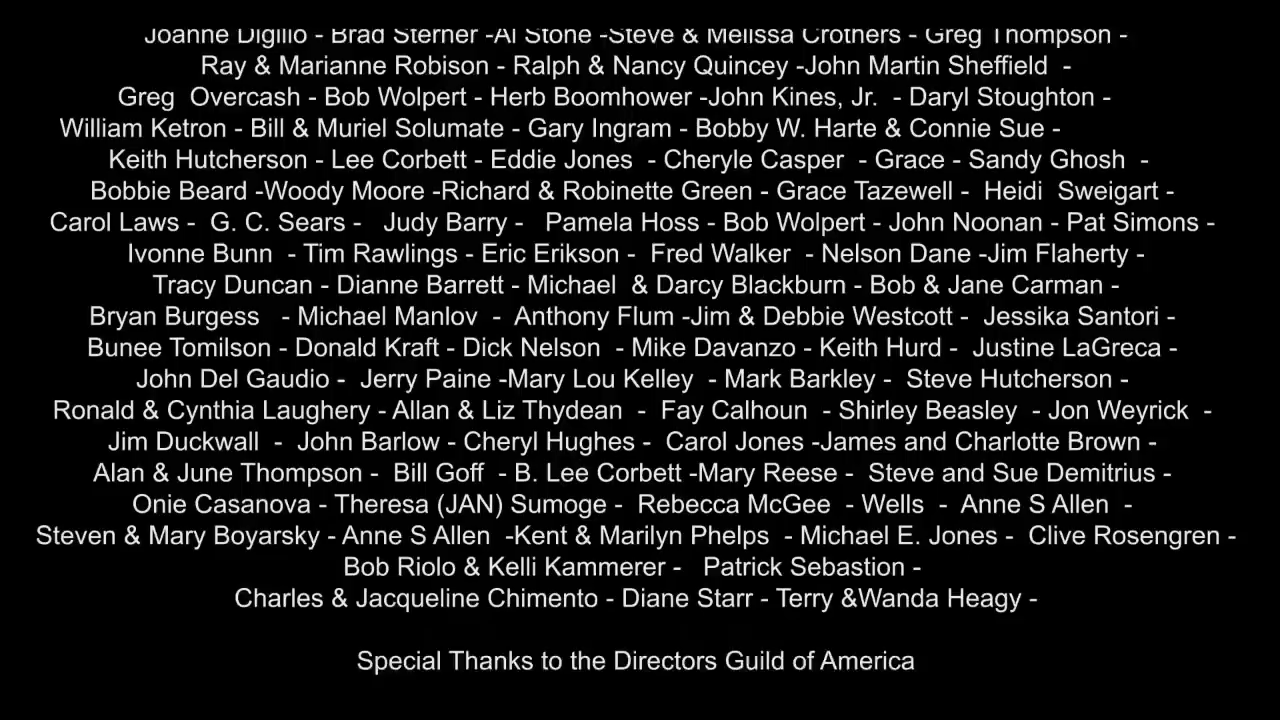 Joanne Digilio - Brad Sterner -Al Stone -Steve & Melissa Crothers - Greg Thompson -
Ray & Marianne Robison - Ralph & Nancy Quincey -John Martin Sheffield  -
Greg  Overcash - Bob Wolpert - Herb Boomhower -John Kines, Jr.  - Daryl Stoughton -
William Ketron - Bill & Muriel Solumate - Gary Ingram - Bobby W. Harte & Connie Sue -
Keith Hutcherson - Lee Corbett - Eddie Jones  - Cheryle Casper  - Grace - Sandy Ghosh  -
Bobbie Beard -Woody Moore -Richard & Robinette Green - Grace Tazewell -  Heidi  Sweigart -
Carol Laws -  G. C. Sears -   Judy Barry -   Pamela Hoss - Bob Wolpert - John Noonan - Pat Simons -
Ivonne Bunn  - Tim Rawlings - Eric Erikson -  Fred Walker  - Nelson Dane -Jim Flaherty -
Tracy Duncan - Dianne Barrett - Michael  & Darcy Blackburn - Bob & Jane Carman -
Bryan Burgess   - Michael Manlov  -  Anthony Flum -Jim & Debbie Westcott -  Jessika Santori -
Bunee Tomilson - Donald Kraft - Dick Nelson  - Mike Davanzo - Keith Hurd -  Justine LaGreca -
John Del Gaudio -  Jerry Paine -Mary Lou Kelley  - Mark Barkley -  Steve Hutcherson -
Ronald & Cynthia Laughery - Allan & Liz Thydean  -  Fay Calhoun  - Shirley Beasley  - Jon Weyrick  -
Jim Duckwall  -  John Barlow - Cheryl Hughes -  Carol Jones -James and Charlotte Brown -
Alan & June Thompson -  Bill Goff  - B. Lee Corbett -Mary Reese -  Steve and Sue Demitrius -
Onie Casanova - Theresa (JAN) Sumoge -  Rebecca McGee  - Wells  -  Anne S Allen  -
Steven & Mary Boyarsky - Anne S Allen  -Kent & Marilyn Phelps  - Michael E. Jones -  Clive Rosengren -
Bob Riolo & Kelli Kammerer -   Patrick Sebastion -
Charles & Jacqueline Chimento - Diane Starr - Terry &Wanda Heagy -
Special Thanks to the Directors Guild of America